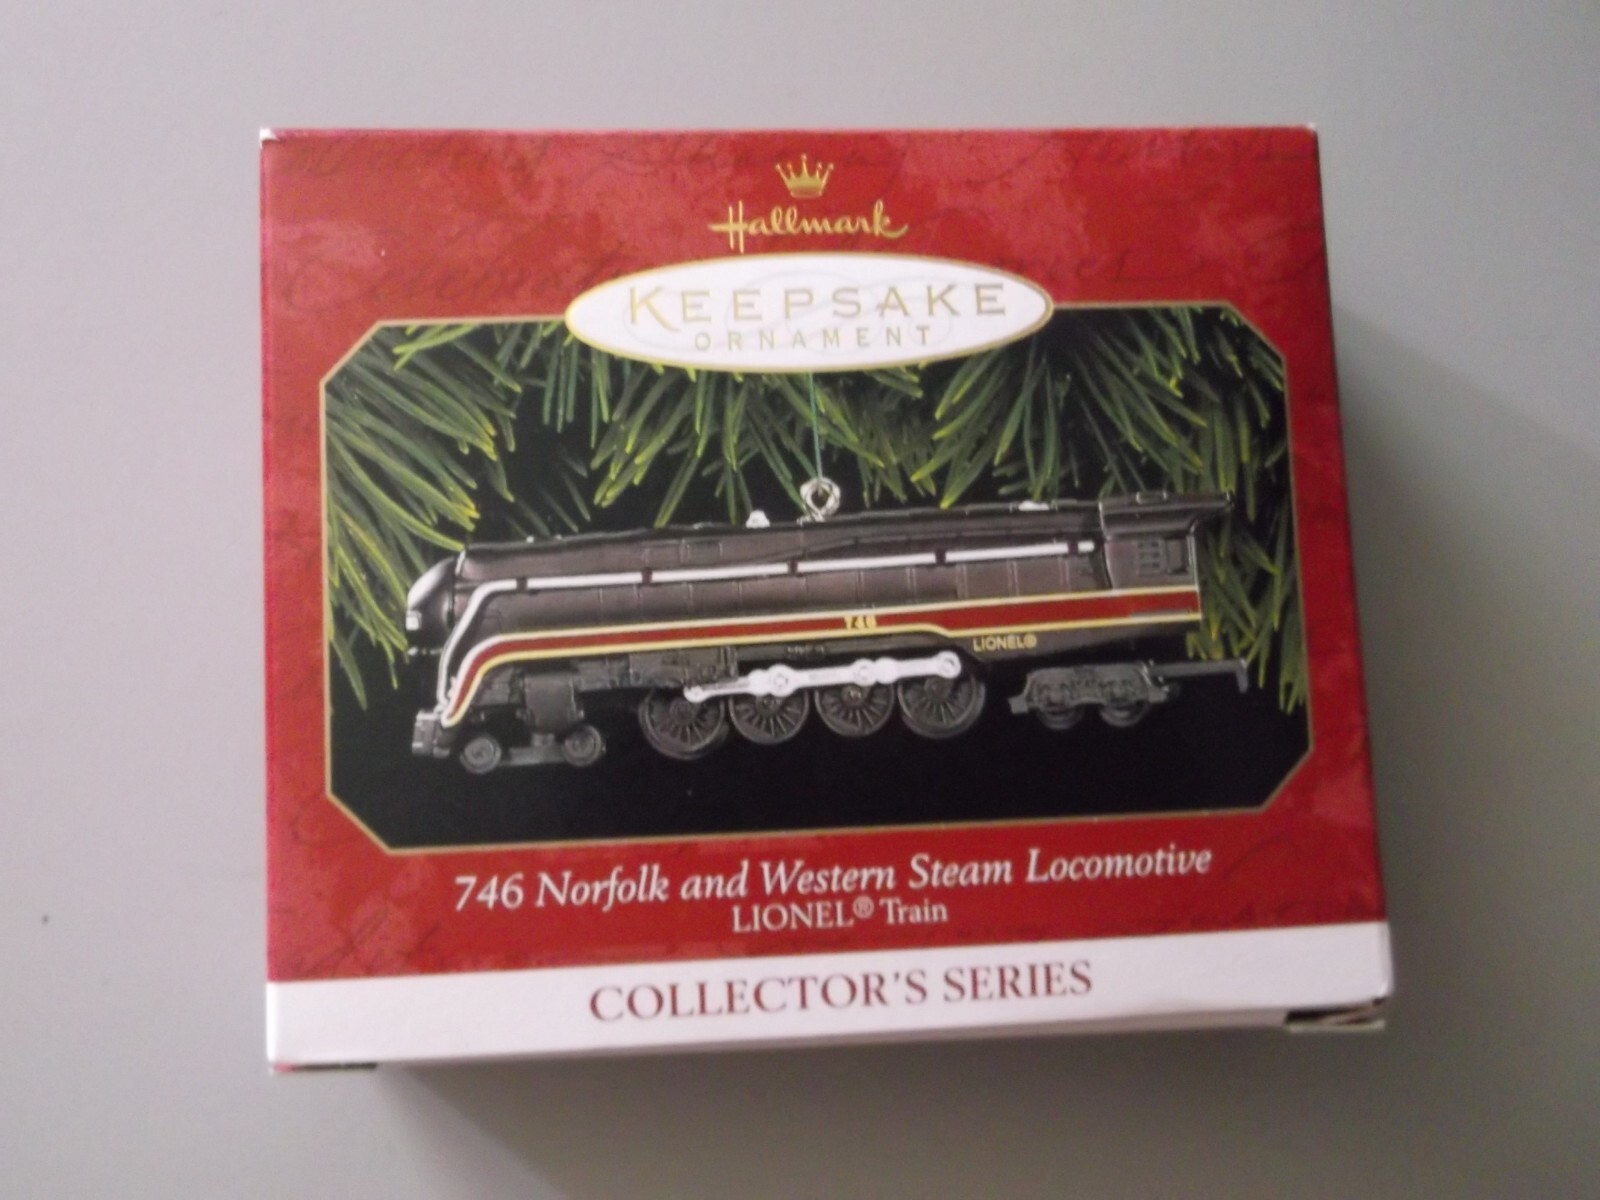 Hallmark
KEEPSAKE
ORNAMENT
746
LIONEL®
746 Norfolk and Western Steam Locomotive
LIONEL® Train
COLLECTOR'S SERIES